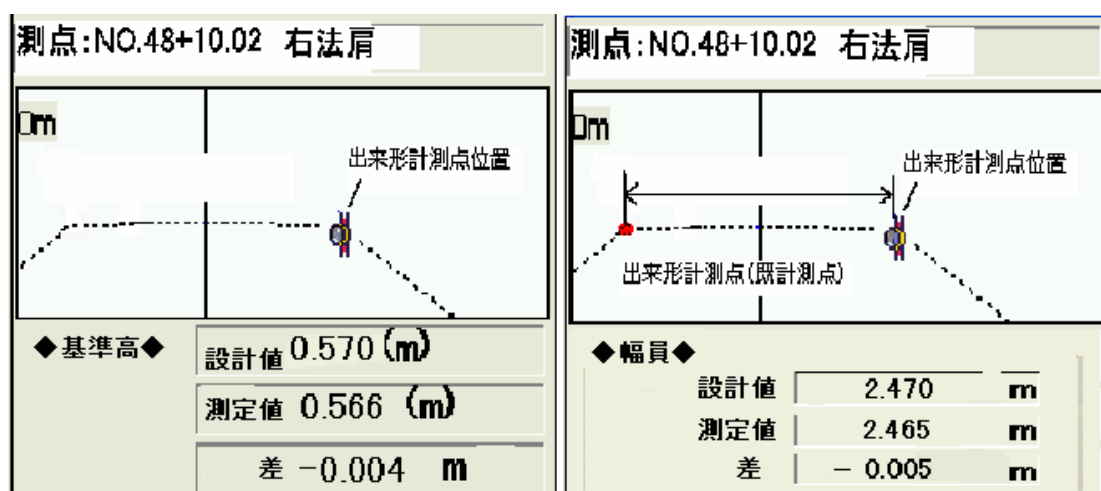 測点:NO.48+10.02 右法肩
0m
出来形計測点位置
◆基準高◆
設計値 0.570 (m)
測定値 0.566 (m)
差 -0.004 m
測点:NO.48+10.02 右法肩
0m
出来形計測点位置
出来形計測点(既計測点)
◆幅員◆
設計値 2.470 m
測定値 2.465 m
差 - 0.005 m